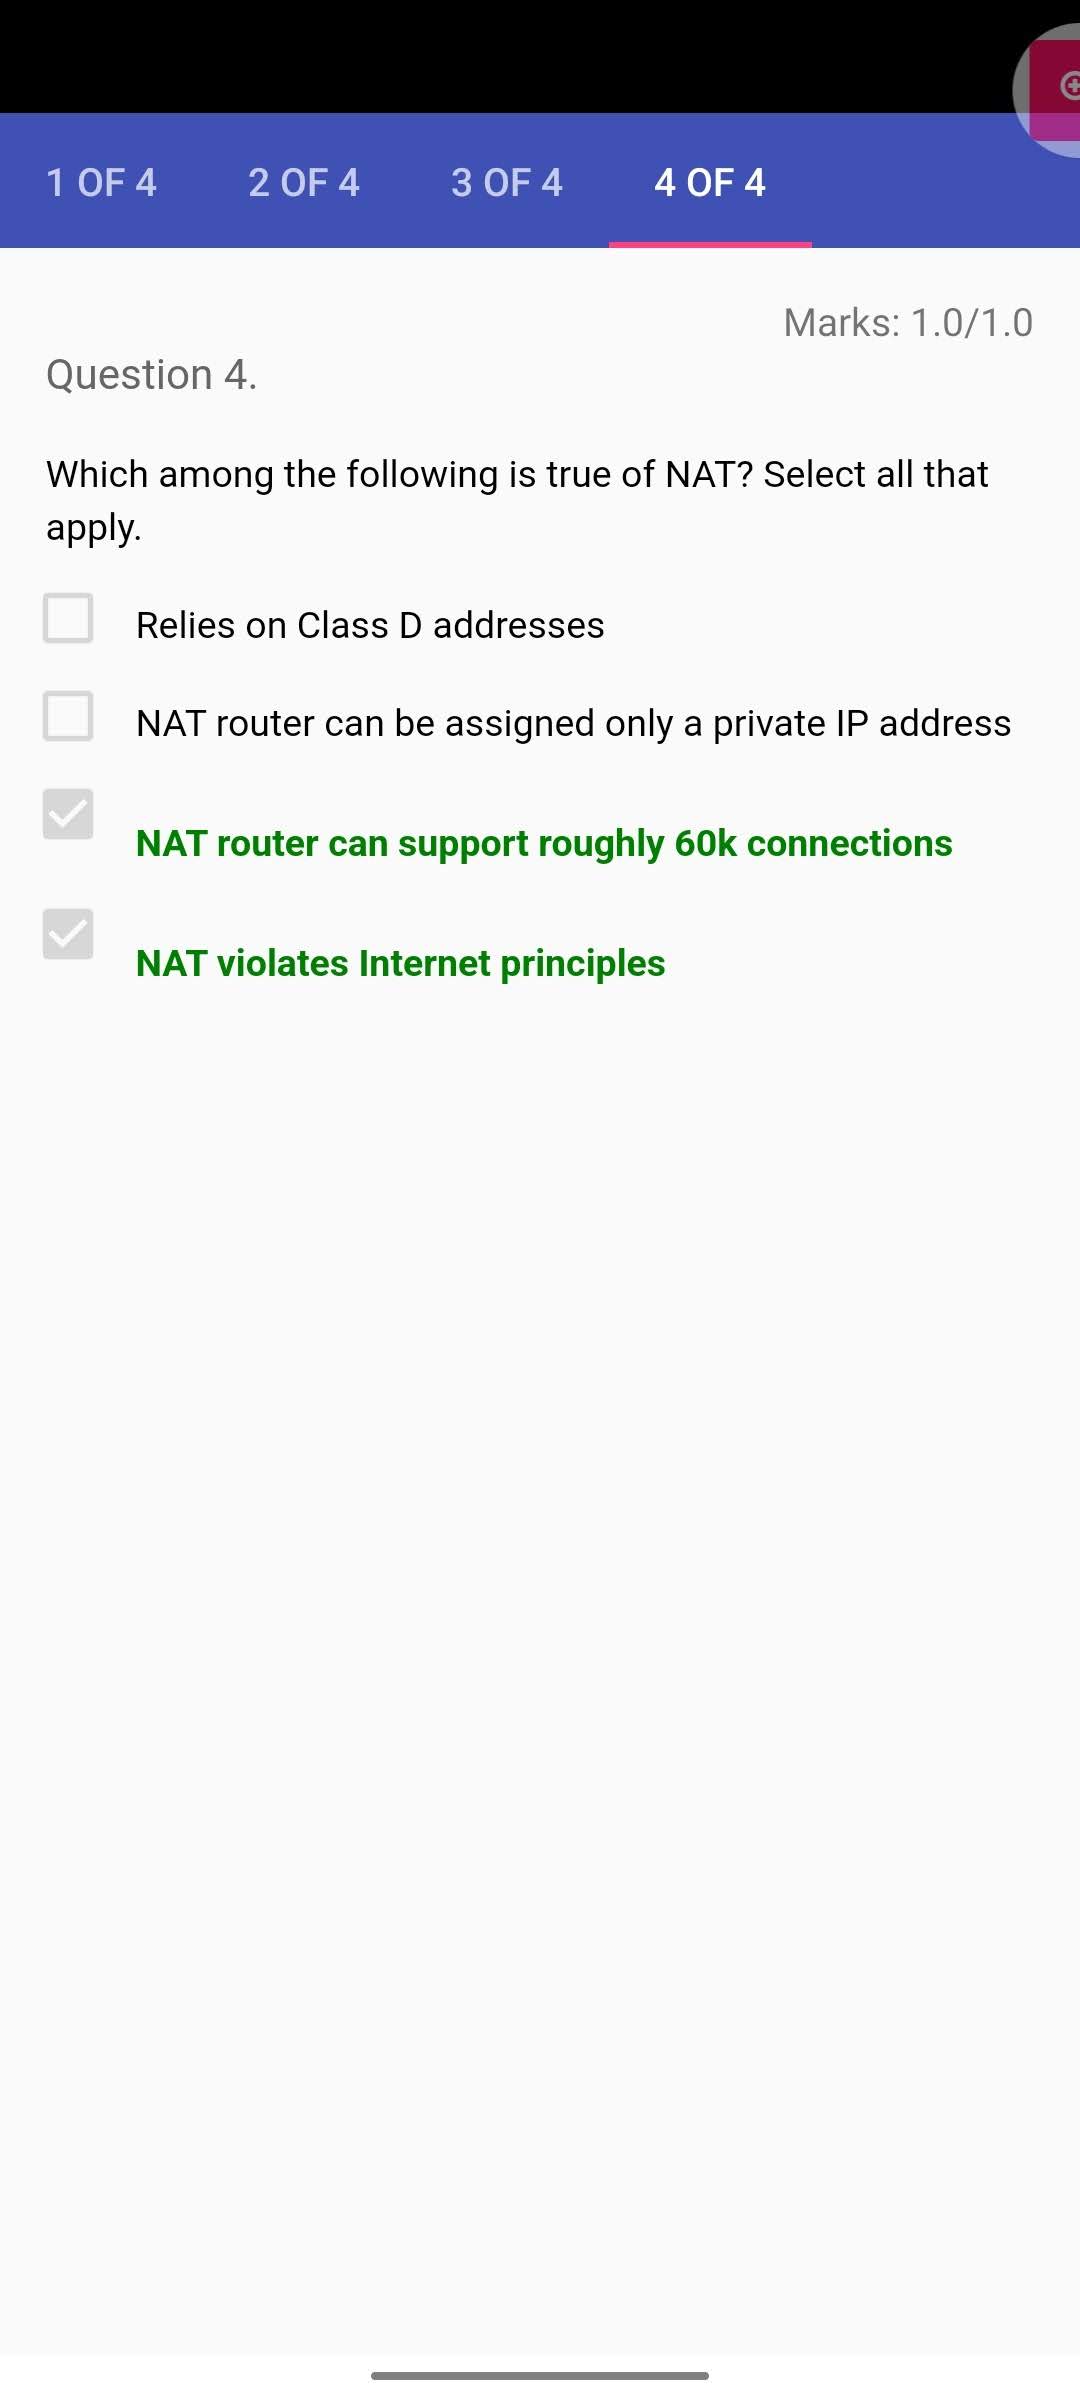 1 OF 4 2 OF 4 3 OF 4 4 OF 4
Marks: 1.0/1.0
Question 4.
Which among the following is true of NAT? Select all that
apply.
Relies on Class D addresses
NAT router can be assigned only a private IP address
NAT router can support roughly 60k connections
NAT violates Internet principles